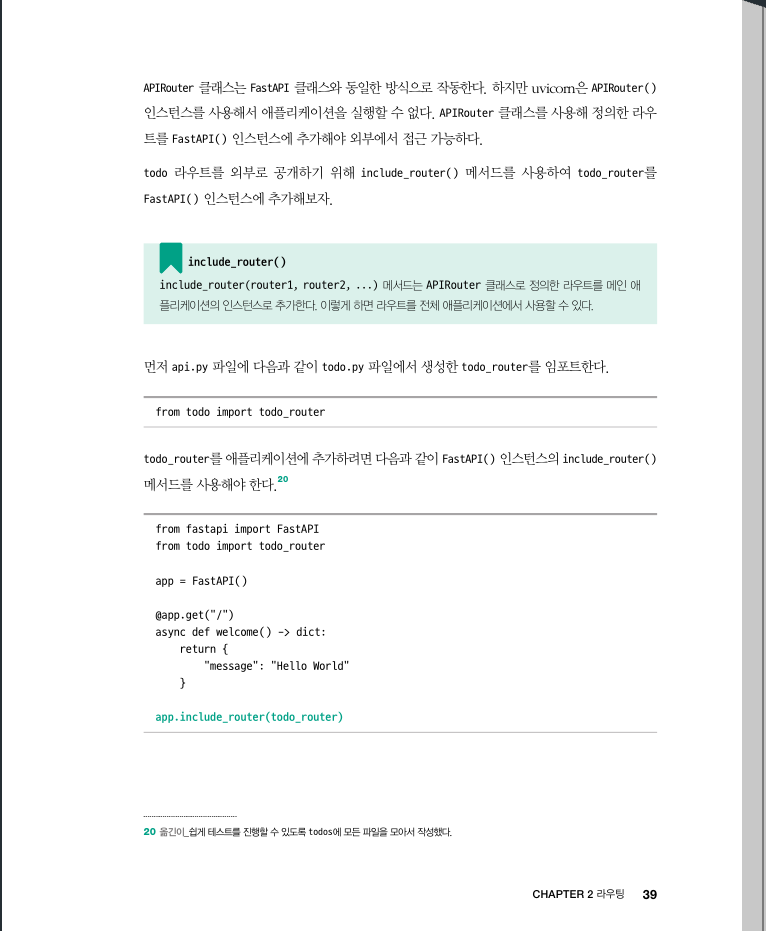 APIRouter 클래스는 FastAPI 클래스와 동일한 방식으로 작동한다. 하지만 uvicorn은 APIRouter()
인스턴스를 사용해서 애플리케이션을 실행할 수 없다. APIRouter 클래스를 사용해 정의한 라우
트를 FastAPI() 인스턴스에 추가해야 외부에서 접근 가능하다.
todo 라우트를 외부로 공개하기 위해 include_router() 메서드를 사용하여 todo_router를
FastAPI() 인스턴스에 추가해보자.
include_router()
include_router(router1, router2, ...) 메서드는 APIRouter 클래스로 정의한 라우트를 메인 애
플리케이션의 인스턴스로 추가한다. 이렇게 하면 라우트를 전체 애플리케이션에서 사용할 수 있다.
먼저 api.py 파일에 다음과 같이 todo.py 파일에서 생성한 todo_router를 임포트한다.
from todo import todo_router
todo_router를 애플리케이션에 추가하려면 다음과 같이 FastAPI() 인스턴스의 include_router()
메서드를 사용해야 한다.20
from fastapi import FastAPI
from todo import todo_router
app = FastAPI()
@app.get("/")
async def welcome() -> dict:
    return {
        "message": "Hello World"
    }
app.include_router(todo_router)
20 옮긴이_쉽게 테스트를 진행할 수 있도록 todos에 모든 파일을 모아서 작성했다.
CHAPTER 2 라우팅 39